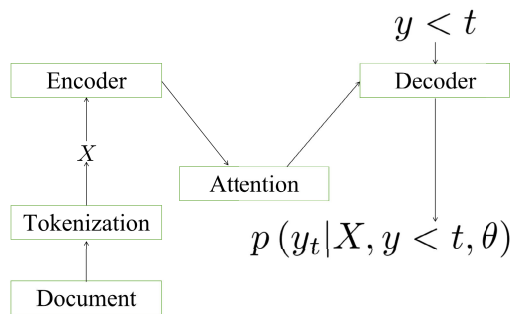 y < t
Encoder
Decoder
X
Attention
Tokenization
p (y_t|X, y < t, θ)
Document